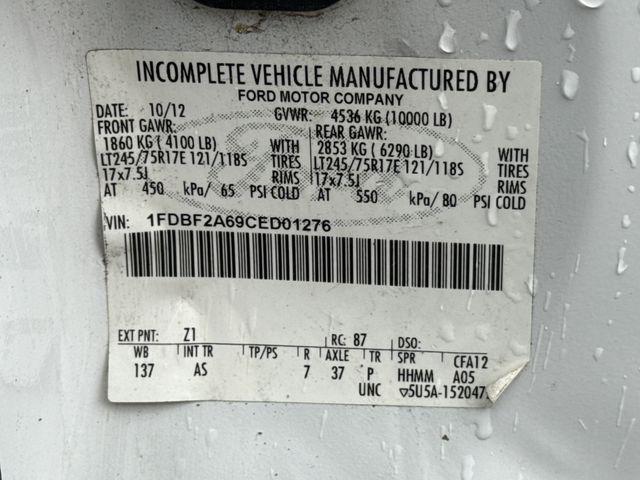 INCOMPLETE VEHICLE MANUFACTURED BY
FORD MOTOR COMPANY
DATE: 10/12 GVWR: 4536 KG (10000 LB)
FRONT GAWR: REAR GAWR:
1860 KG ( 4100 LB) WITH 2853 KG ( 6290 LB) WITH
LT245/75R17E 121/118S TIRES LT245/75R17E 121/118S TIRES
17x7.5J RIMS 17x7.5J RIMS
AT 450 kPa/ 65 PSI COLD AT 550 kPa/ 80 PSI COLD
VIN: 1FDBF2A69CED01276
EXT PNT: Z1 RC: 87 DSO:
WB INT TR TP/PS R AXLE TR SPR CFA12
137 AS 7 37 P HHMM A05
UNC ▽5U5A-152047